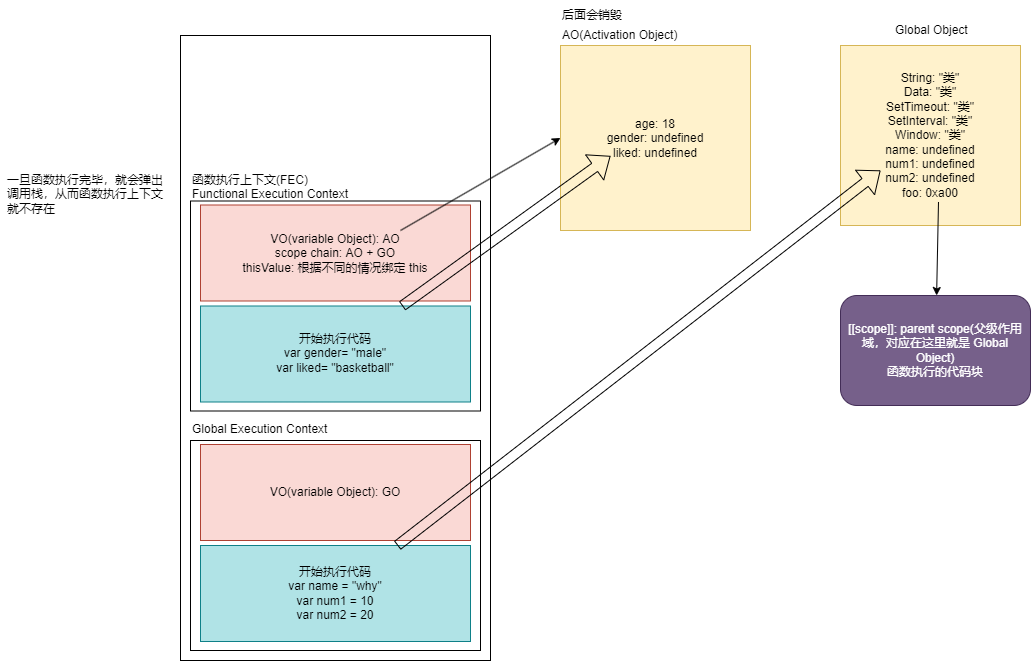 后面会销毁
AO(Activation Object)
age: 18
gender: undefined
liked: undefined
Global Object
String: "类"
Data: "类"
SetTimeout: "类"
SetInterval: "类"
Window: "类"
name: undefined
num1: undefined
num2: undefined
foo: 0xa00
一旦函数执行完毕，就会弹出
调用栈，从而函数执行上下文
就不存在
函数执行上下文(FEC)
Functional Execution Context
VO(variable Object): AO
scope chain: AO + GO
thisValue: 根据不同的情况绑定 this
开始执行代码
var gender= "male"
var liked= "basketball"
[[scope]]: parent scope(父级作用
域，对应在这里就是 Global
Object)
函数执行的代码块
Global Execution Context
VO(variable Object): GO
开始执行代码
var name = "why"
var num1 = 10
var num2 = 20